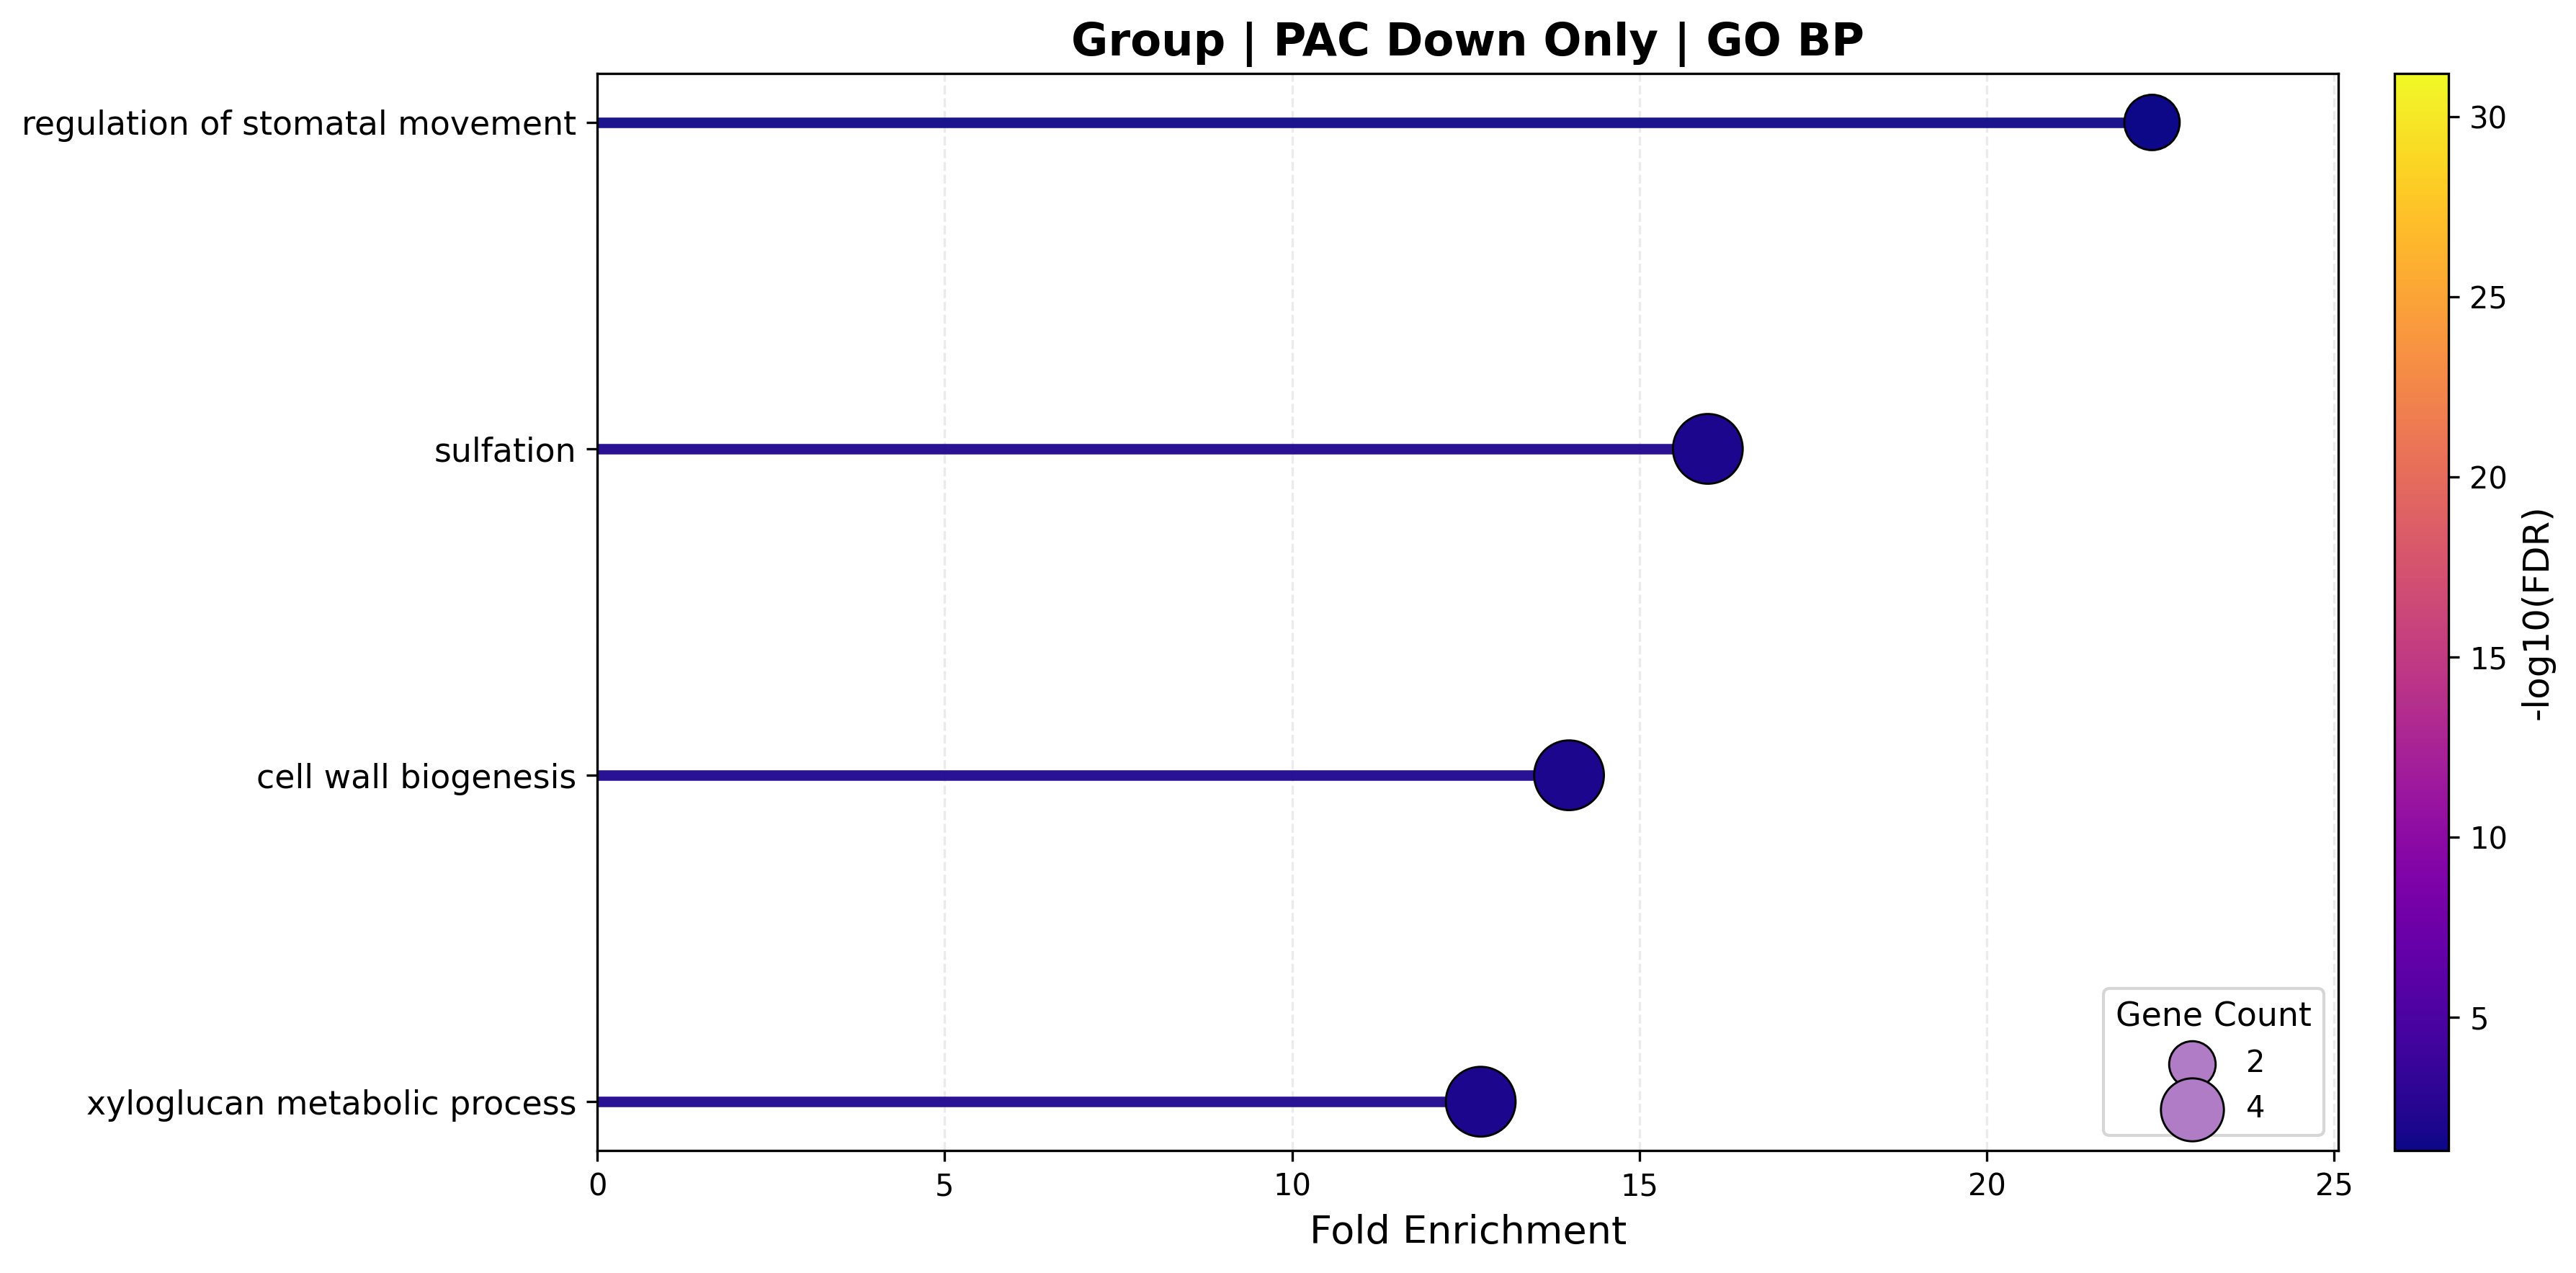 Group | PAC Down Only | GO BP
regulation of stomatal movement
sulfation
cell wall biogenesis
xyloglucan metabolic process
0 5 10 15 20 25
Fold Enrichment
Gene Count
2
4
30
25
20
15
10
5
-log10(FDR)